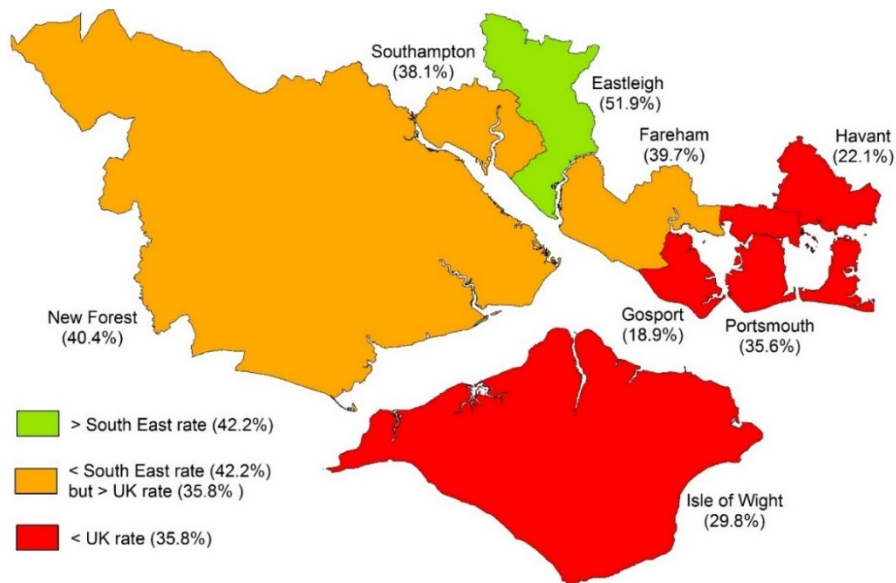 Southampton
(38.1%)
Eastleigh
(51.9%)
Fareham
(39.7%)
Havant
(22.1%)
New Forest
(40.4%)
Gosport
(18.9%)
Portsmouth
(35.6%)
Isle of Wight
(29.8%)
> South East rate (42.2%)
< South East rate (42.2%)
but > UK rate (35.8% )
< UK rate (35.8%)